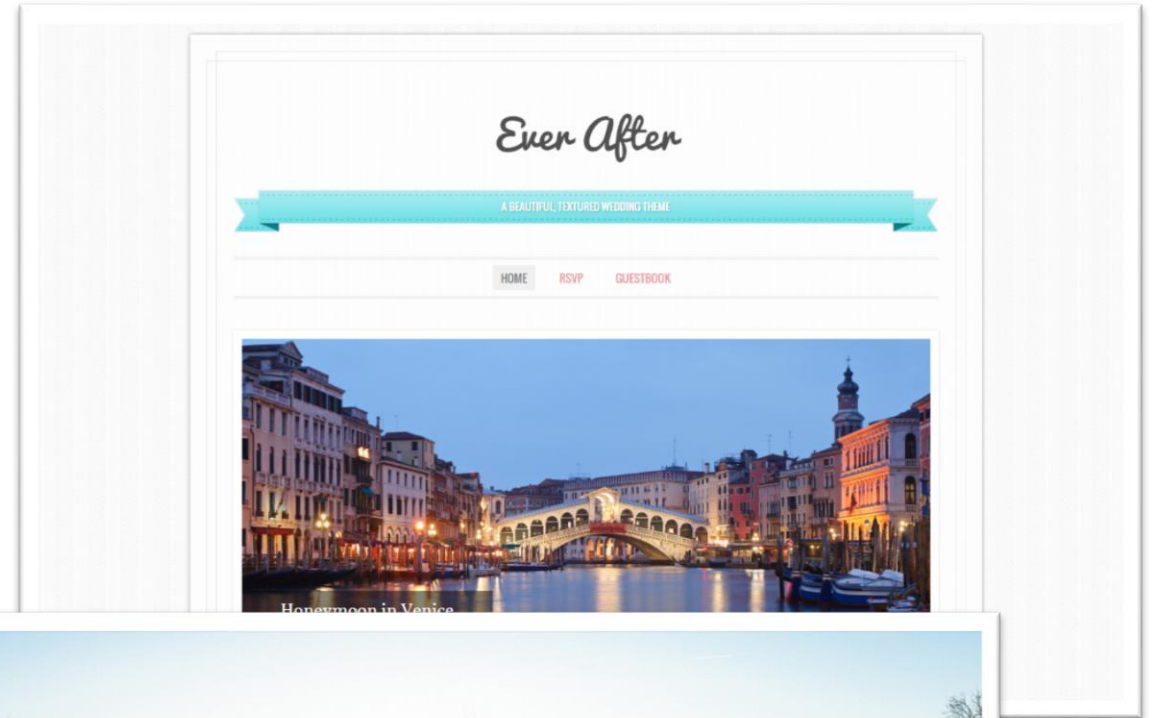 Ever After
A BEAUTIFUL, TEXTURED WEDDING THEME
HOME RSVP GUESTBOOK
Honeymoon in Venice